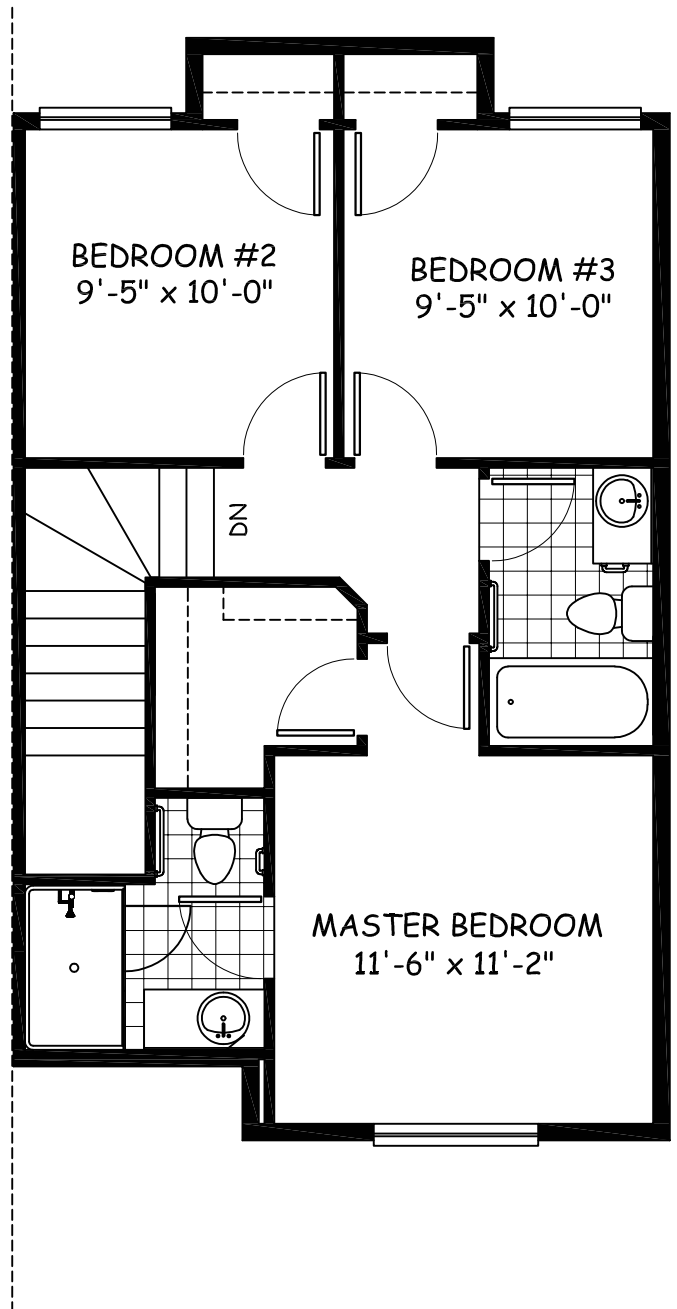 BEDROOM #2
9'-5" x 10'-0"
BEDROOM #3
9'-5" x 10'-0"
DN
MASTER BEDROOM
11'-6" x 11'-2"